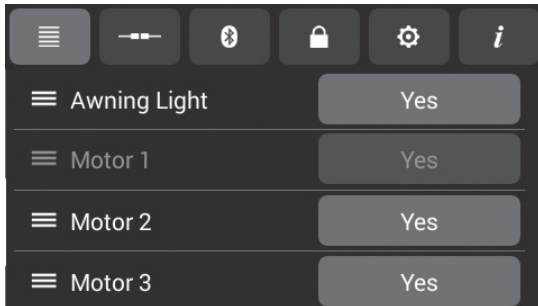 i
Awning Light Yes
Motor 1 Yes
Motor 2 Yes
Motor 3 Yes